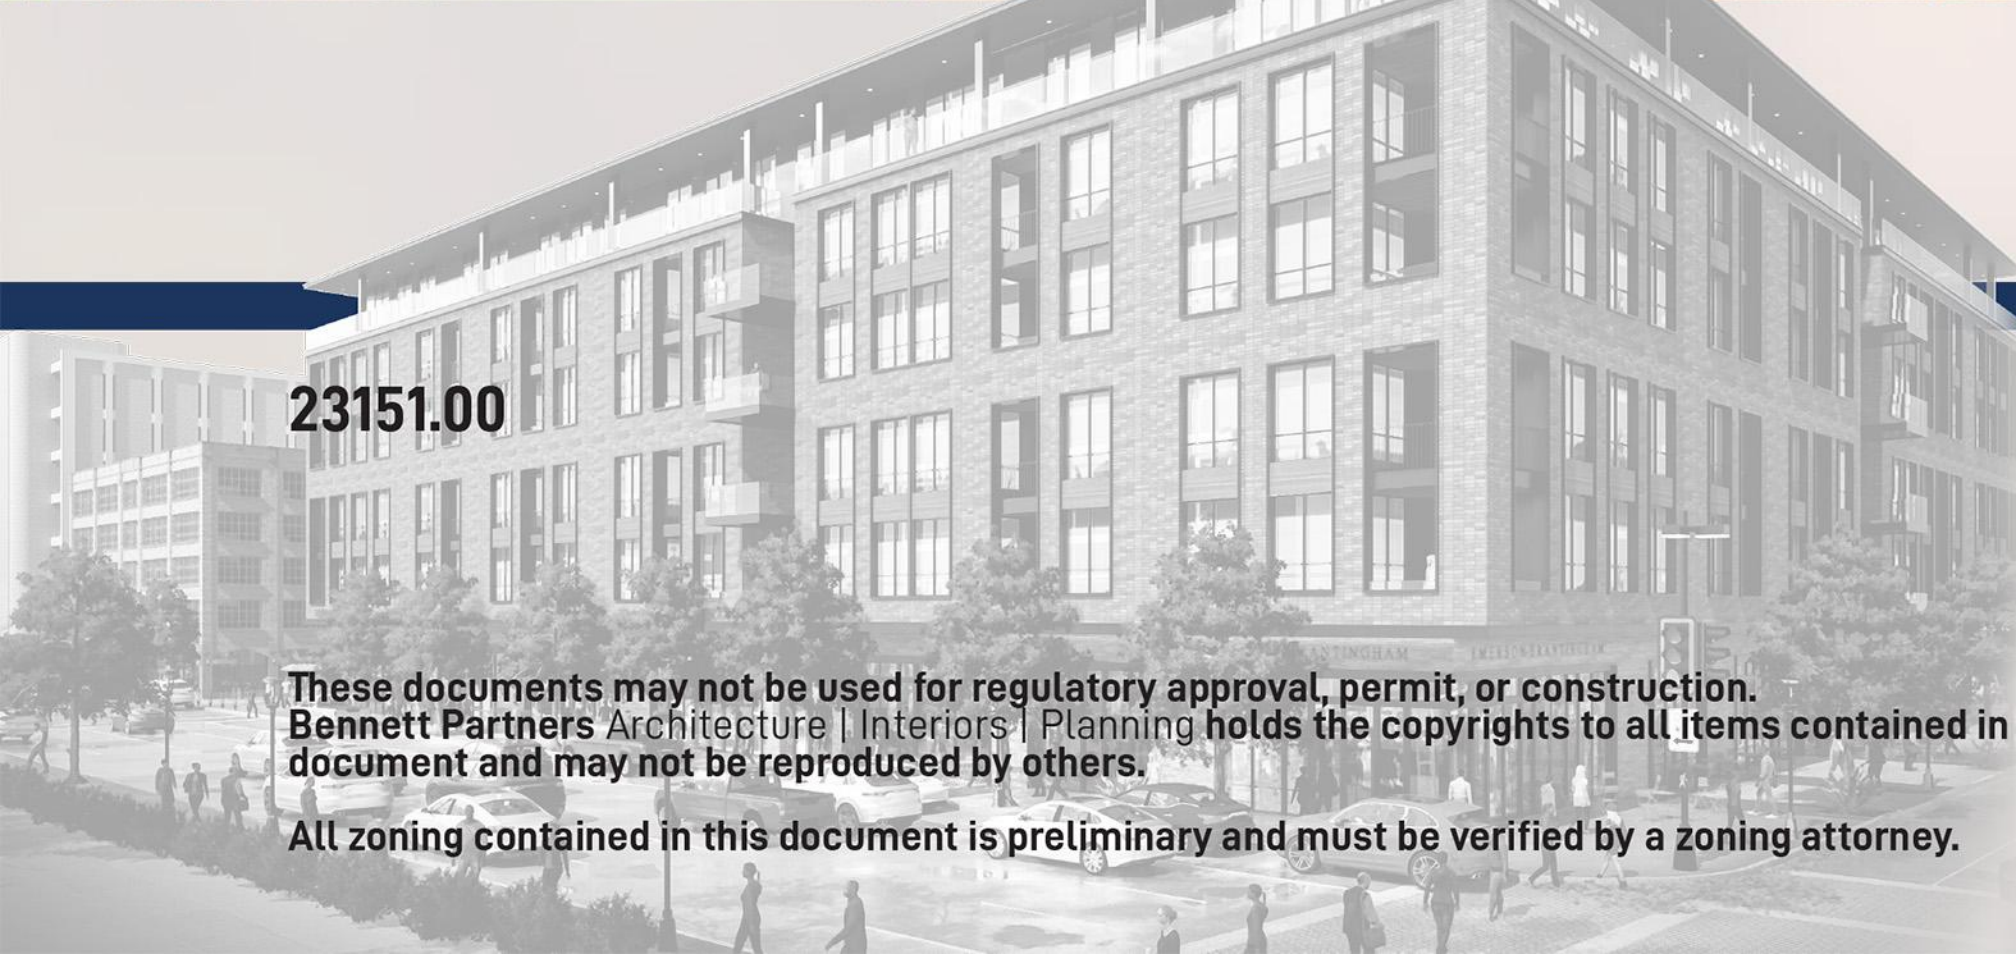 23151.00
These documents may not be used for regulatory approval, permit, or construction.
Bennett Partners Architecture | Interiors | Planning holds the copyrights to all items contained in
document and may not be reproduced by others.
All zoning contained in this document is preliminary and must be verified by a zoning attorney.